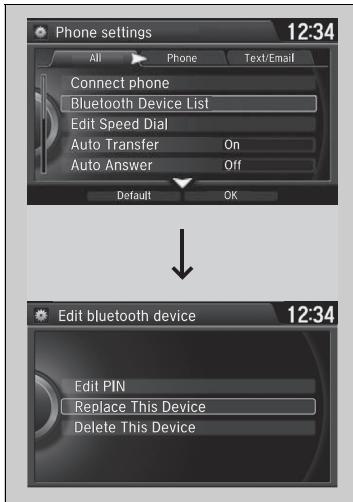 Phone settings 12:34
All Phone Text/Email
Connect phone
Bluetooth Device List
Edit Speed Dial
Auto Transfer On
Auto Answer Off
Default OK
Edit bluetooth device 12:34
Edit PIN
Replace This Device
Delete This Device